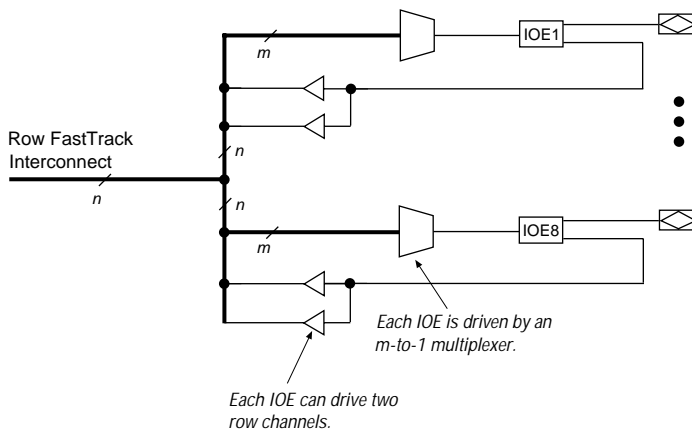 m
IOE1
Row FastTrack
Interconnect
n
n
n
m
IOE8
Each IOE is driven by an
m-to-1 multiplexer.
Each IOE can drive two
row channels.